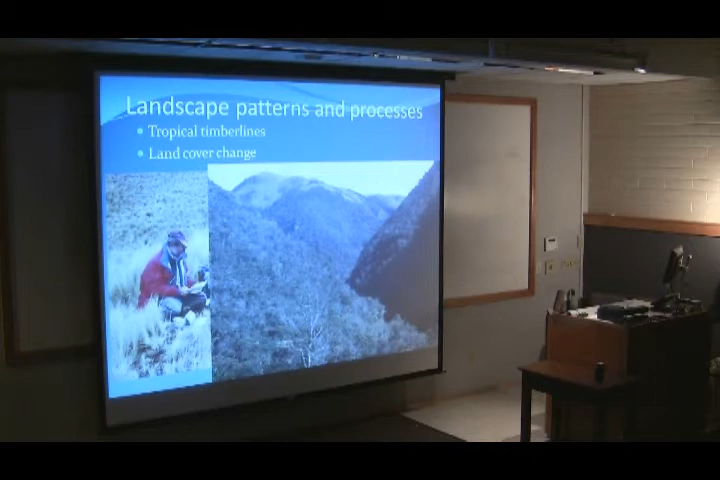 Landscape patterns and processes
Tropical timberlines
Land cover change